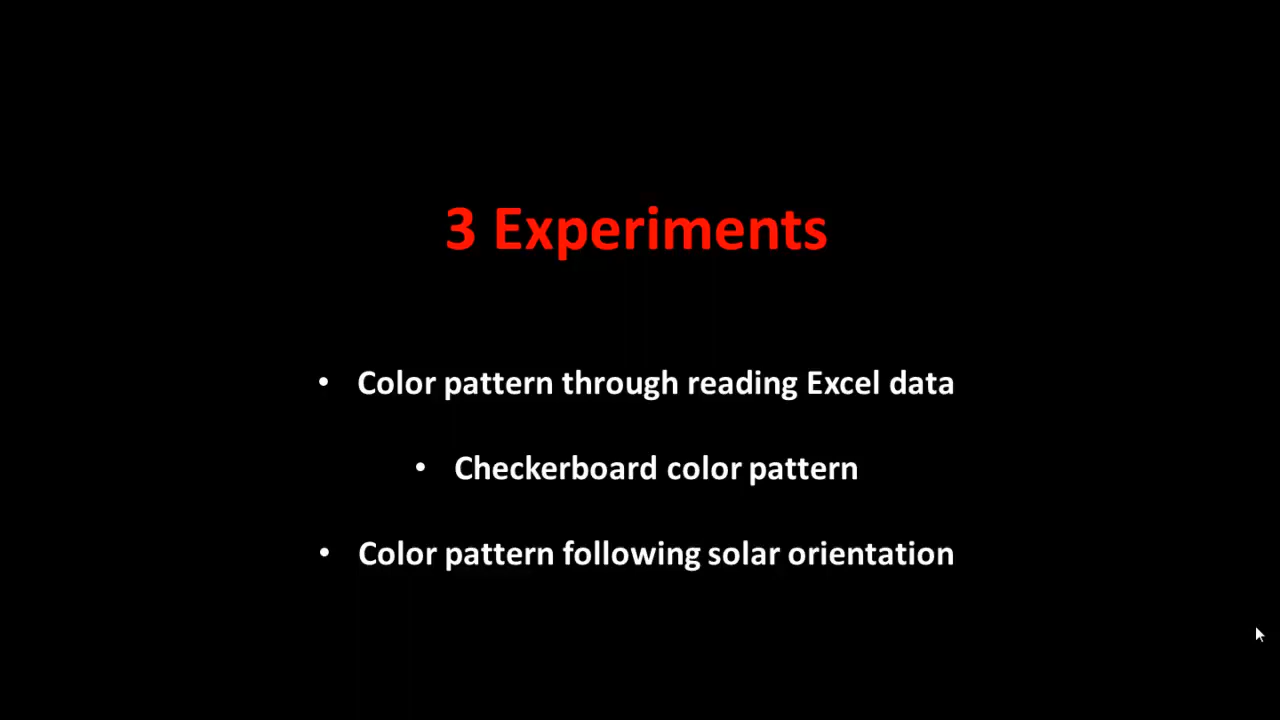 3 Experiments
• Color pattern through reading Excel data
• Checkerboard color pattern
• Color pattern following solar orientation